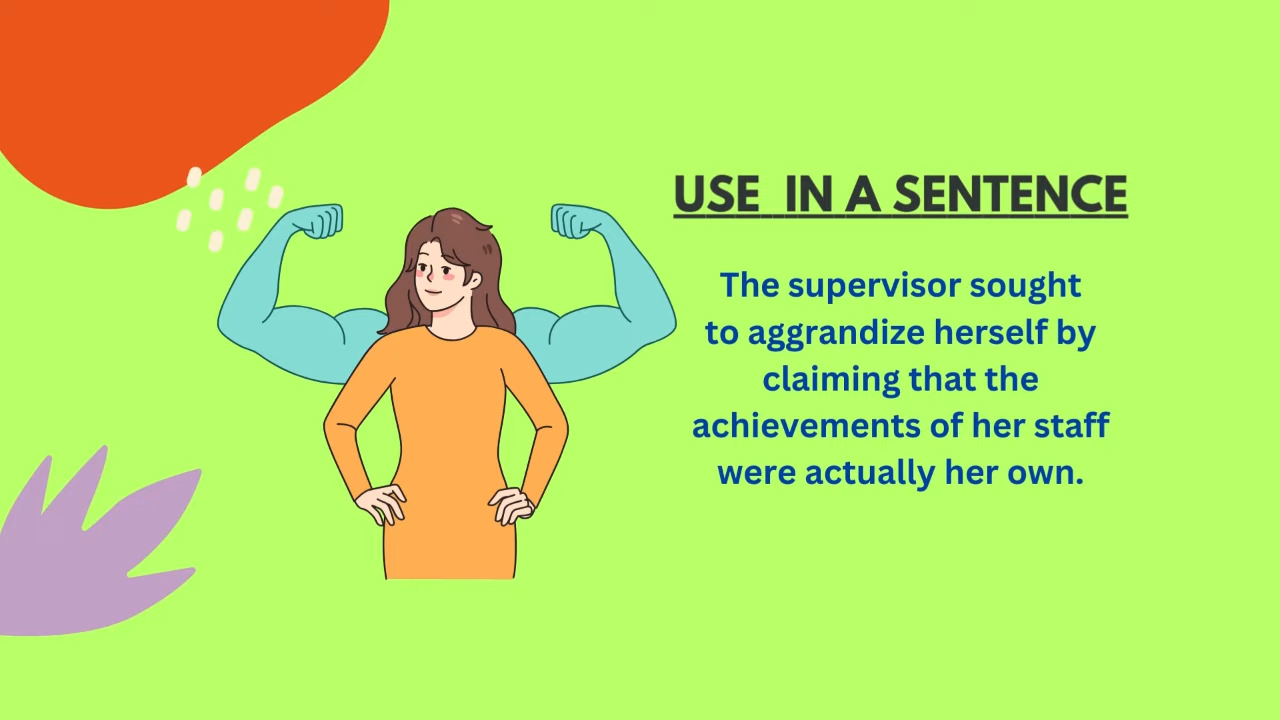 USE IN A SENTENCE
The supervisor sought
to aggrandize herself by
claiming that the
achievements of her staff
were actually her own.